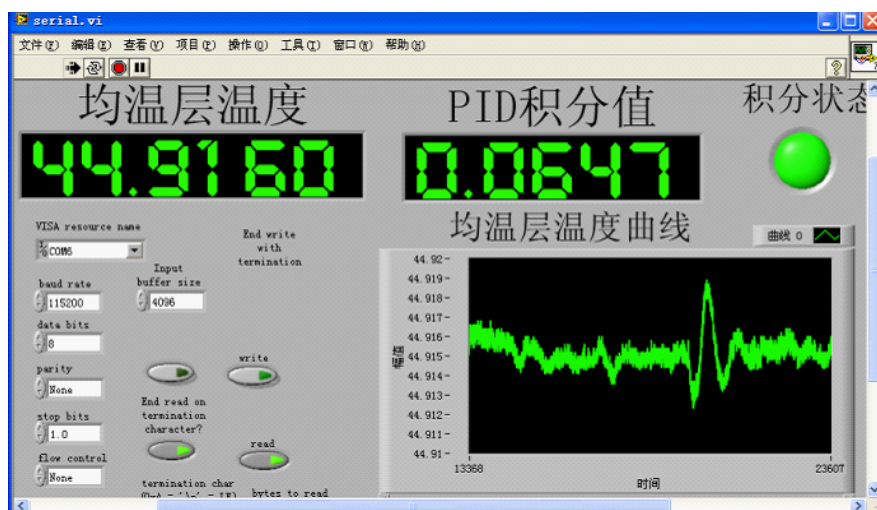 serial.vi
文件(F) 编辑(E) 查看(V) 项目(P) 操作(O) 工具(T) 窗口(W) 帮助(H)
均温层温度 PID积分值 积分状态
44.9160 0.0647
VISA resource name
COM6
End write
with
termination
Input
buffer size
4096
baud rate
115200
data bits
8
parity
None
write
End read on
termination
character?
stop bits
1.0
read
flow control
None
termination char
bytes to read
均温层温度曲线
曲线 0
44.92
44.919
44.918
44.917
44.916
44.915
44.914
44.913
44.912
44.911
44.91
幅值
13368 23607
时间